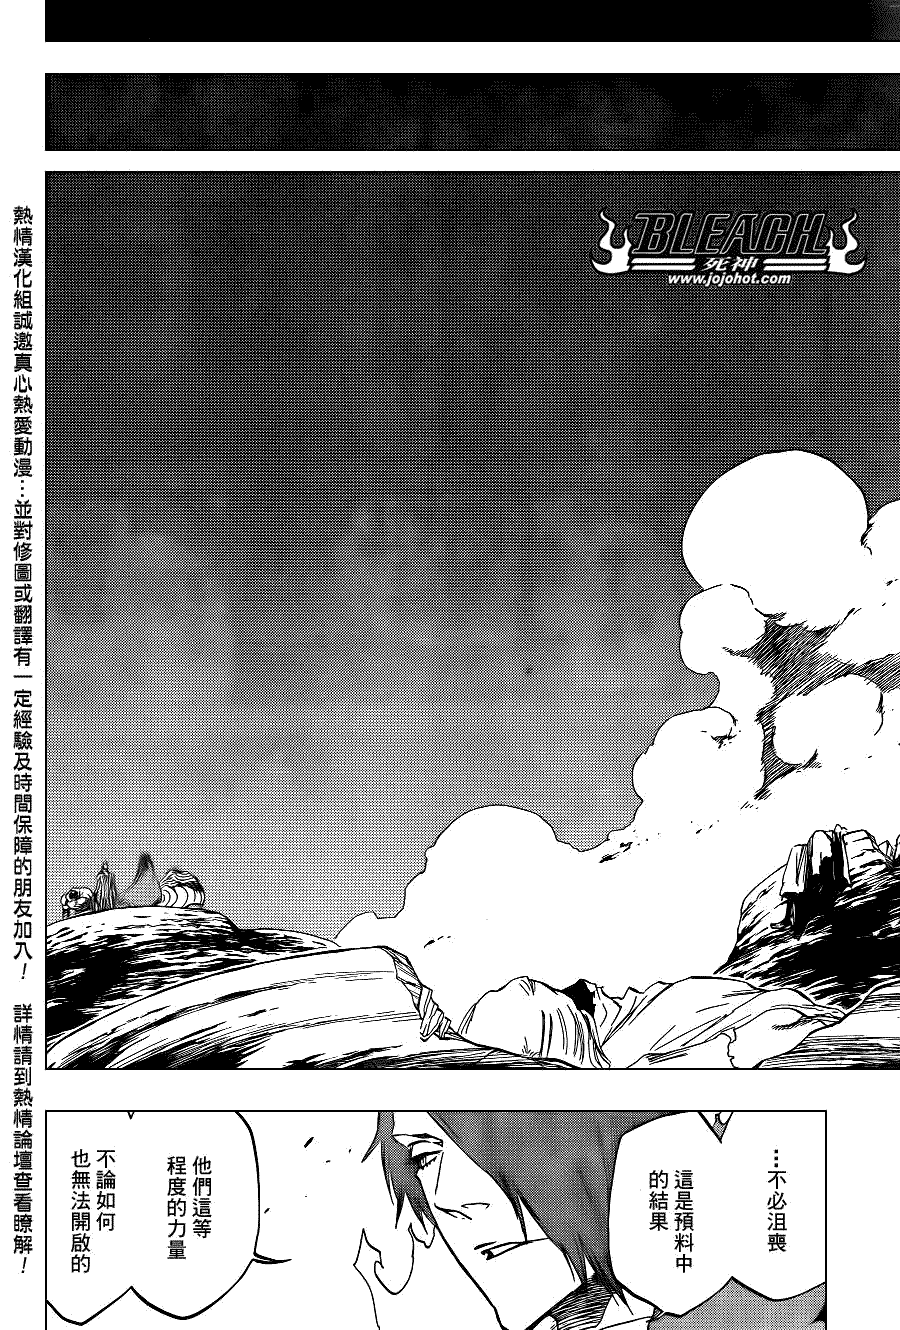 BLEACH
死神
www.jojohot.com
…不必沮喪
這是預料中
的結果
他們這等
程度的力量
不論如何
也無法開啟的
熱情漢化組誠邀真心熱愛動漫…並對修圖或翻譯有一定經驗及時間保障的朋友加入！ 詳情請到熱情論壇查看瞭解！